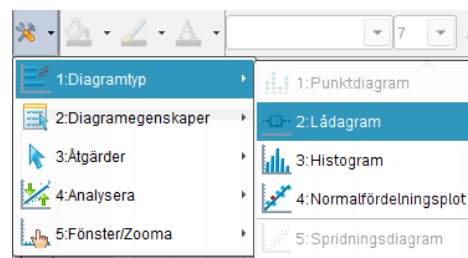 7
1:Diagramtyp
2:Diagramegenskaper
3:Åtgärder
4:Analysera
5:Fönster/Zooma
1:Punktdiagram
2:Lådagram
3:Histogram
4:Normalfördelningsplot
5:Spridningsdiagram